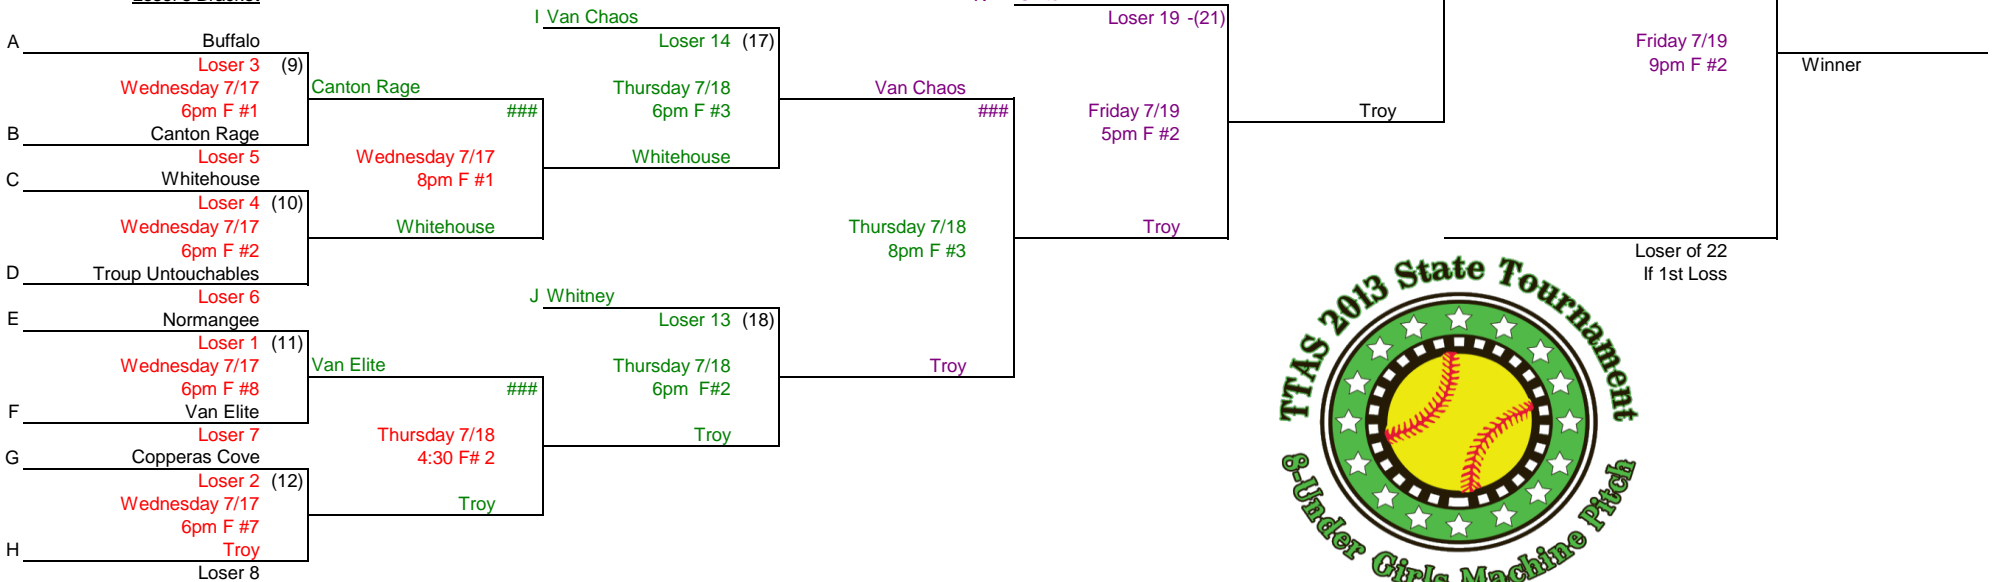 Loser's Bracket
A Buffalo
Loser 3 (9)
Wednesday 7/17
6pm F #1
B Canton Rage
Loser 5
C Whitehouse
Loser 4 (10)
Wednesday 7/17
6pm F #2
D Troup Untouchables
Loser 6
E Normangee
Loser 1 (11)
Wednesday 7/17
6pm F #8
F Van Elite
Loser 7
G Copperas Cove
Loser 2 (12)
Wednesday 7/17
6pm F #7
H Troy
Loser 8
Canton Rage
###
Wednesday 7/17
8pm F #1
Whitehouse
Van Elite
###
Thursday 7/18
4:30 F# 2
Troy
I Van Chaos
Loser 14 (17)
Thursday 7/18
6pm F #3
Whitehouse
J Whitney
Loser 13 (18)
Thursday 7/18
6pm F#2
Troy
Van Chaos
###
Thursday 7/18
8pm F #3
Troy
Loser 19 -(21)
Friday 7/19
5pm F #2
Troy
Troy
Friday 7/19
9pm F #2
Winner
Loser of 22
If 1st Loss
TTAS 2013 State Tournament
8-Under Girls Machine Pitch